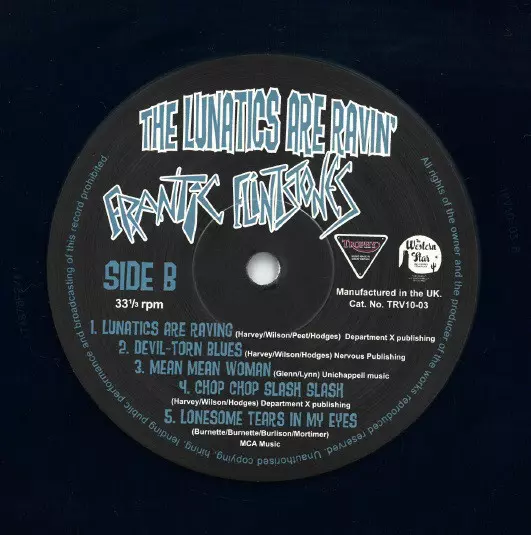 THE LUNATICS ARE RAVIN'
FRANTIC FLINTSTONES
SIDE B
33 1/3 rpm
TROPHY
The Western Star
Manufactured in the UK.
Cat. No. TRV10-03
1. LUNATICS ARE RAVING (Harvey/Wilson/Peet/Hodges) Department X publishing
2. DEVIL-TORN BLUES (Harvey/Wilson/Hodges) Nervous Publishing
3. MEAN MEAN WOMAN (Glenn/Lynn) Unichappell music
4. CHOP CHOP SLASH SLASH
(Harvey/Wilson/Hodges) Department X publishing
5. LONESOME TEARS IN MY EYES
(Burnette/Burnette/Burlison/Mortimer)
MCA Music
All rights of the owner and the producer of the works reproduced reserved. Unauthorised copying, hiring, lending public performance and broadcasting of this record prohibited.